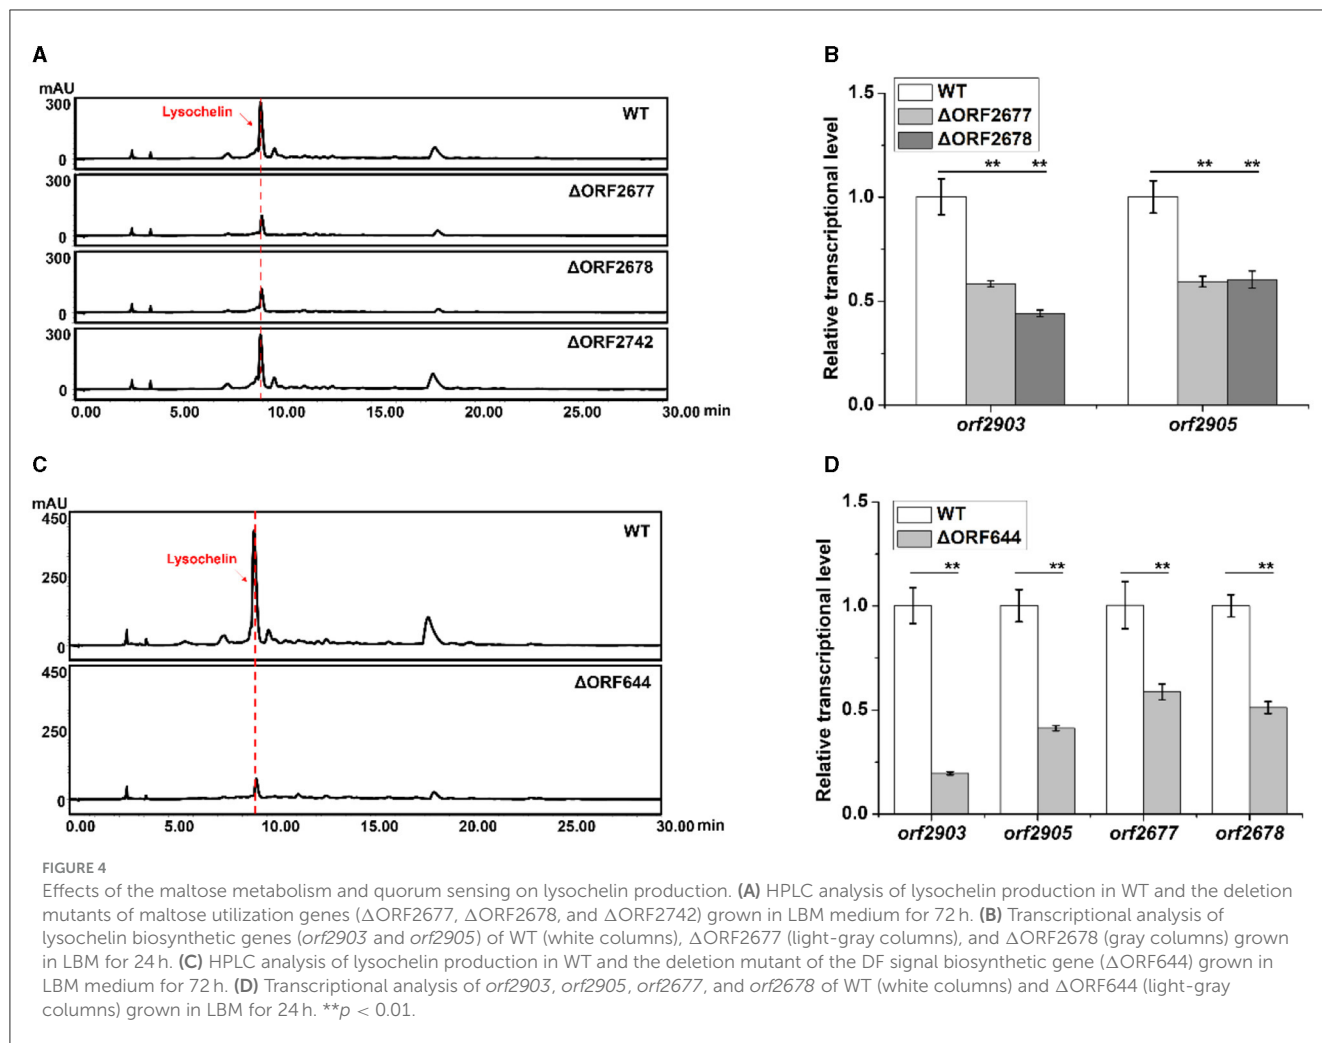 A
mAU
300
0
Lysochelin
WT
300
0
ΔORF2677
300
0
ΔORF2678
300
0
ΔORF2742
0.00 5.00 10.00 15.00 20.00 25.00 30.00 min
B
Relative transcriptional level
1.5
1.0
0.5
0.0
WT
ΔORF2677
ΔORF2678
** **
** **
orf2903 orf2905
C
mAU
450
250
0
Lysochelin
WT
450
250
0
ΔORF644
0.00 5.00 10.00 15.00 20.00 25.00 30.00 min
D
Relative transcriptional level
1.5
1.0
0.5
0.0
WT
ΔORF644
** ** ** **
orf2903 orf2905 orf2677 orf2678
FIGURE 4
Effects of the maltose metabolism and quorum sensing on lysochelin production. (A) HPLC analysis of lysochelin production in WT and the deletion
mutants of maltose utilization genes (ΔORF2677, ΔORF2678, and ΔORF2742) grown in LBM medium for 72 h. (B) Transcriptional analysis of
lysochelin biosynthetic genes (orf2903 and orf2905) of WT (white columns), ΔORF2677 (light-gray columns), and ΔORF2678 (gray columns) grown
in LBM for 24 h. (C) HPLC analysis of lysochelin production in WT and the deletion mutant of the DF signal biosynthetic gene (ΔORF644) grown in
LBM medium for 72 h. (D) Transcriptional analysis of orf2903, orf2905, orf2677, and orf2678 of WT (white columns) and ΔORF644 (light-gray
columns) grown in LBM for 24 h. **p < 0.01.